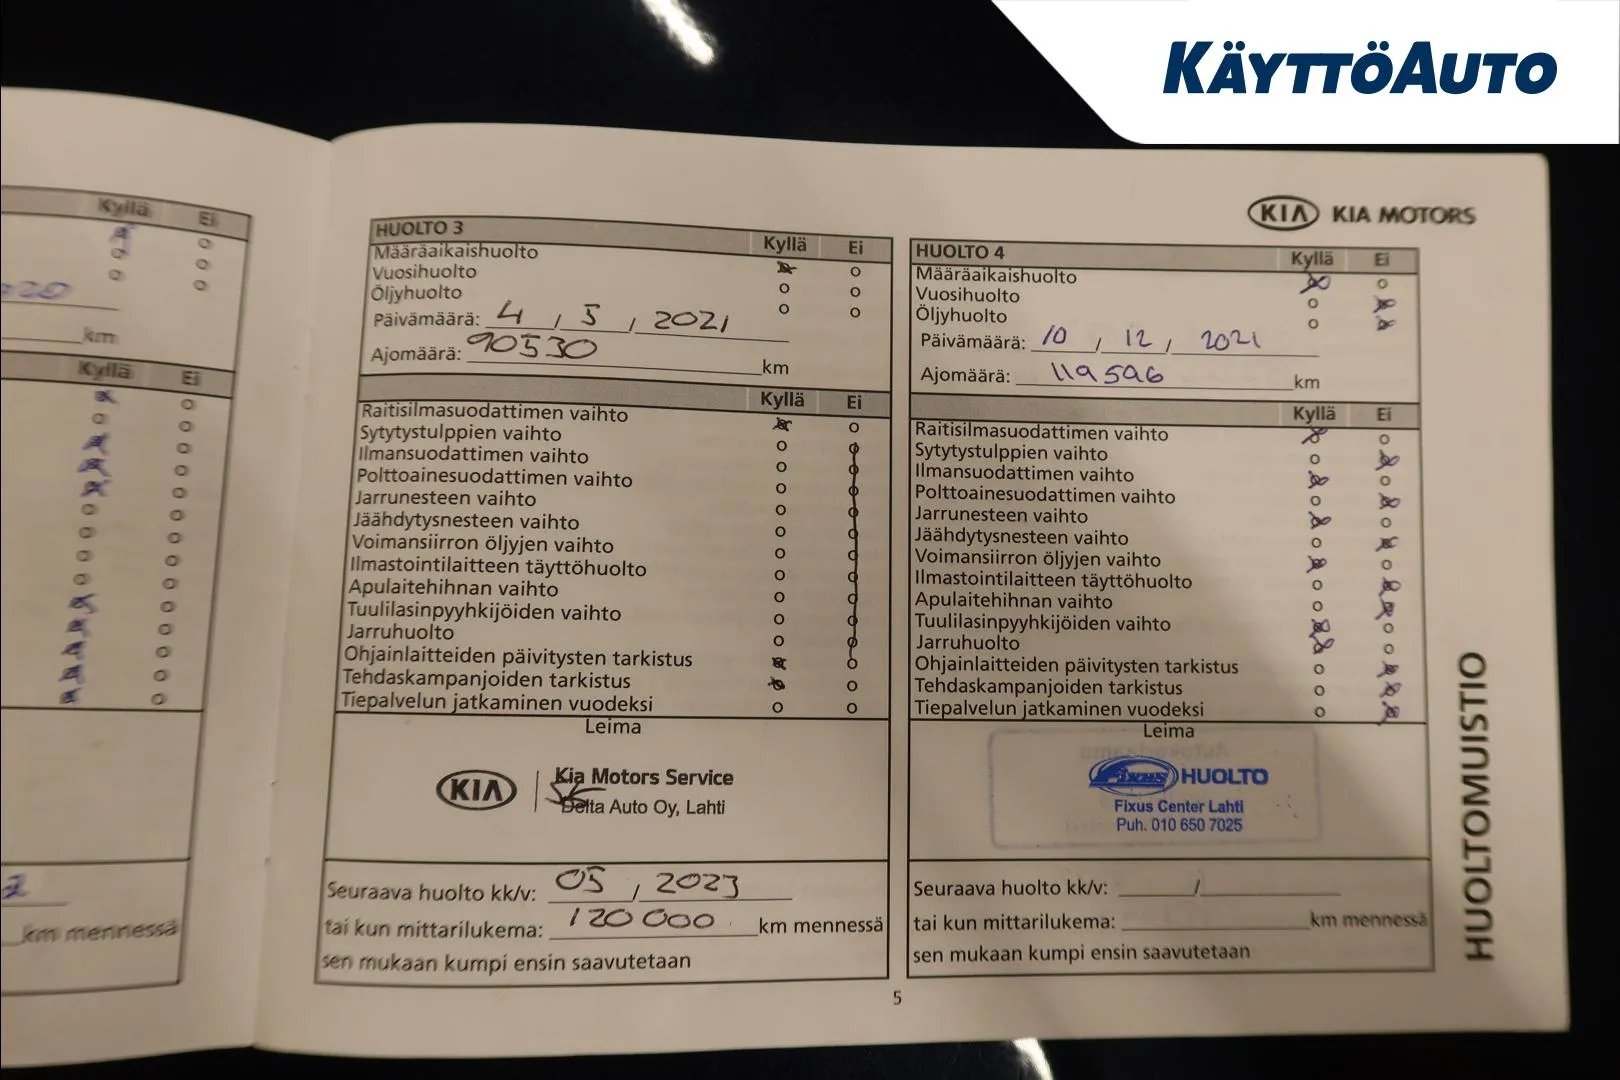 KÄYTTÖAUTO
Kyllä Ei
km
Kyllä Ei
2
km mennessä
KIA KIA MOTORS
HUOLTO 3 Kyllä Ei
Määräaikaishuolto
Vuosihuolto
Öljyhuolto
Päivämäärä: 4 / 5 / 2021
Ajomäärä: 90530 km
Kyllä Ei
Raitisilmasuodattimen vaihto
Sytytystulppien vaihto
Ilmansuodattimen vaihto
Polttoainesuodattimen vaihto
Jarrunesteen vaihto
Jäähdytysnesteen vaihto
Voimansiirron öljyjen vaihto
Ilmastointilaitteen täyttöhuolto
Apulaitehihnan vaihto
Tuulilasinpyyhkijöiden vaihto
Jarruhuolto
Ohjainlaitteiden päivitysten tarkistus
Tehdaskampanjoiden tarkistus
Tiepalvelun jatkaminen vuodeksi
Leima
KIA Kia Motors Service
Delta Auto Oy, Lahti
Seuraava huolto kk/v: 05 / 2023
tai kun mittarilukema: 120 000 km mennessä
sen mukaan kumpi ensin saavutetaan
HUOLTO 4 Kyllä Ei
Määräaikaishuolto
Vuosihuolto
Öljyhuolto
Päivämäärä: 10 / 12 / 2021
Ajomäärä: 119596 km
Kyllä Ei
Raitisilmasuodattimen vaihto
Sytytystulppien vaihto
Ilmansuodattimen vaihto
Polttoainesuodattimen vaihto
Jarrunesteen vaihto
Jäähdytysnesteen vaihto
Voimansiirron öljyjen vaihto
Ilmastointilaitteen täyttöhuolto
Apulaitehihnan vaihto
Tuulilasinpyyhkijöiden vaihto
Jarruhuolto
Ohjainlaitteiden päivitysten tarkistus
Tehdaskampanjoiden tarkistus
Tiepalvelun jatkaminen vuodeksi
Leima
Fixus HUOLTO
Fixus Center Lahti
Puh. 010 650 7025
Seuraava huolto kk/v: /
tai kun mittarilukema: km mennessä
sen mukaan kumpi ensin saavutetaan
5
HUOLTOMUISTIO